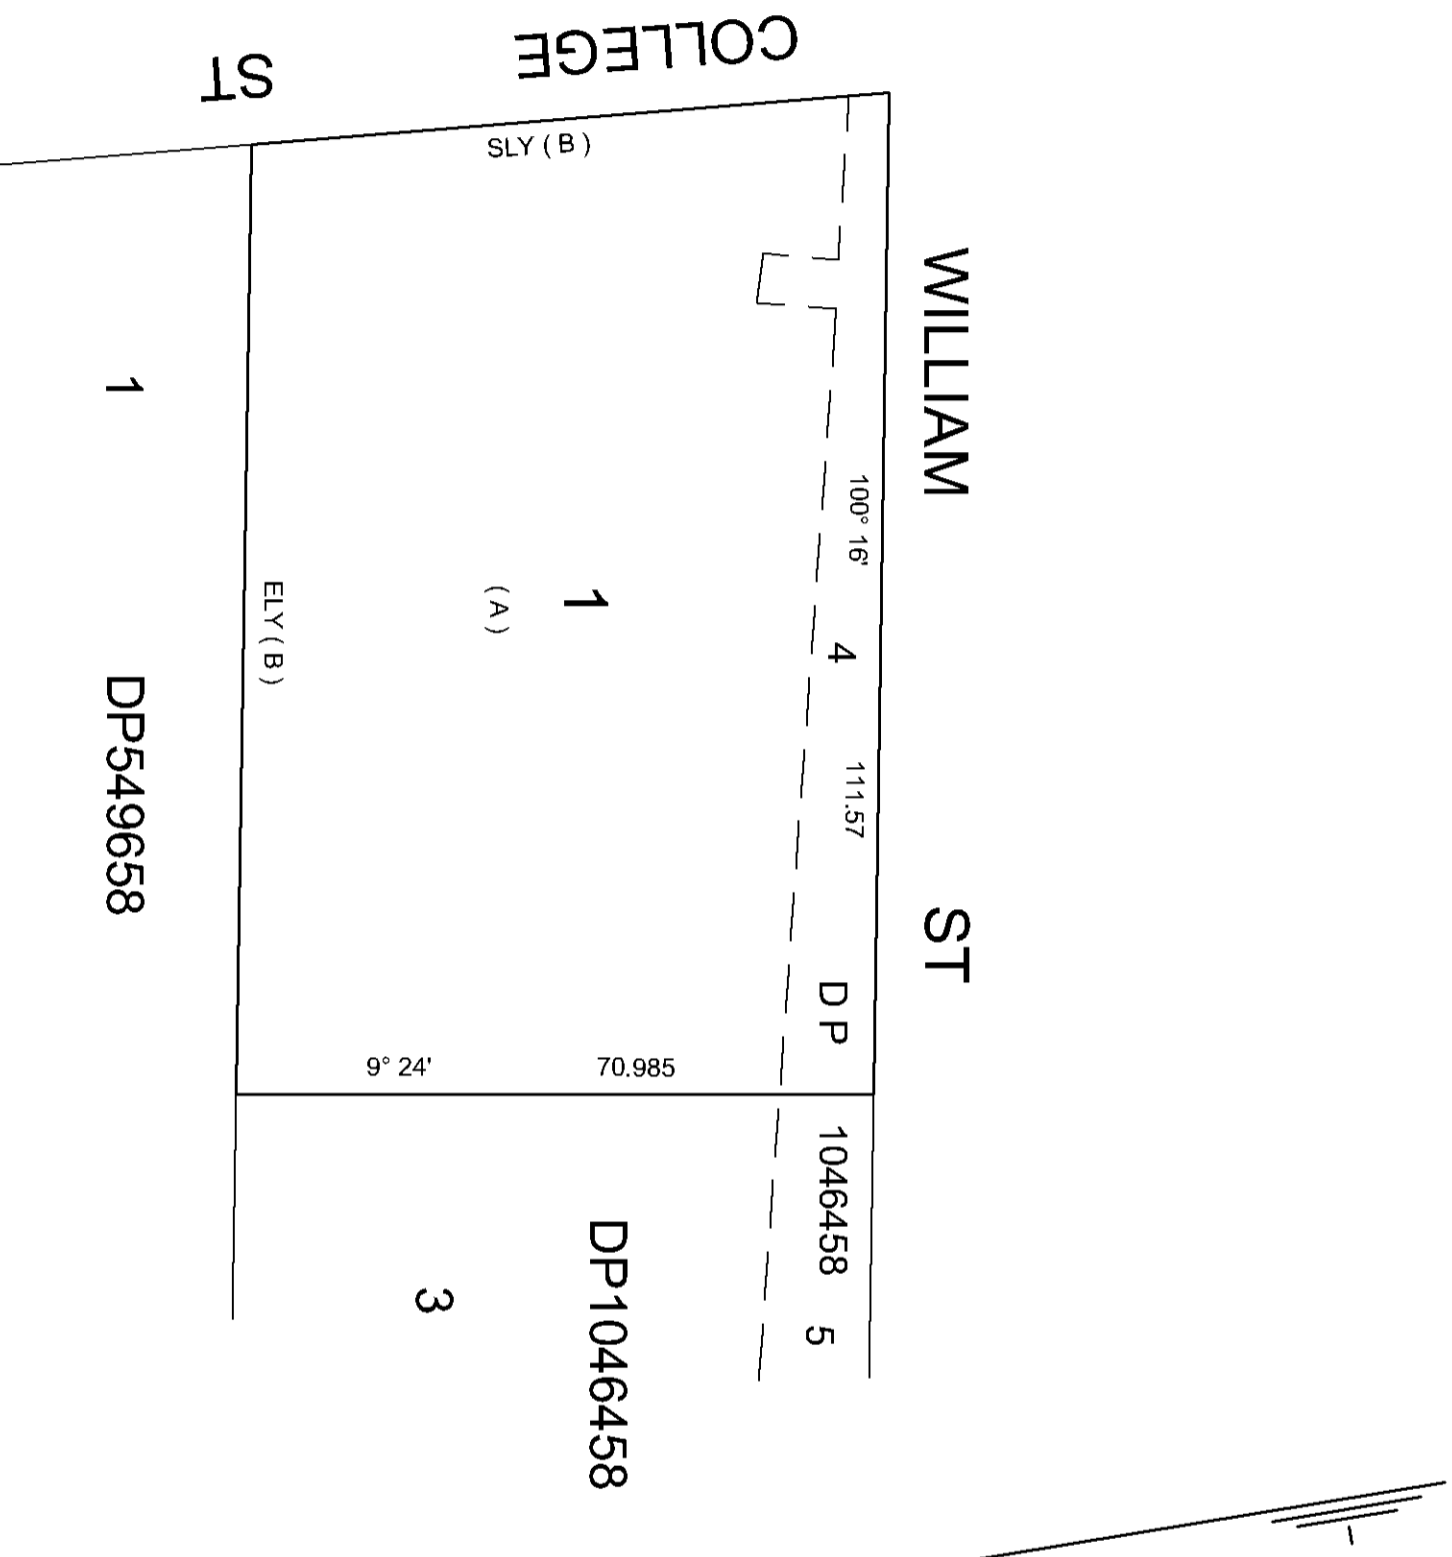 COLLEGE ST
SLY ( B )
WILLIAM ST
100° 16'
111.57
4
D P 1046458
5
1
( A )
ELY ( B )
9° 24'
70.985
1
DP549658
3
DP1046458